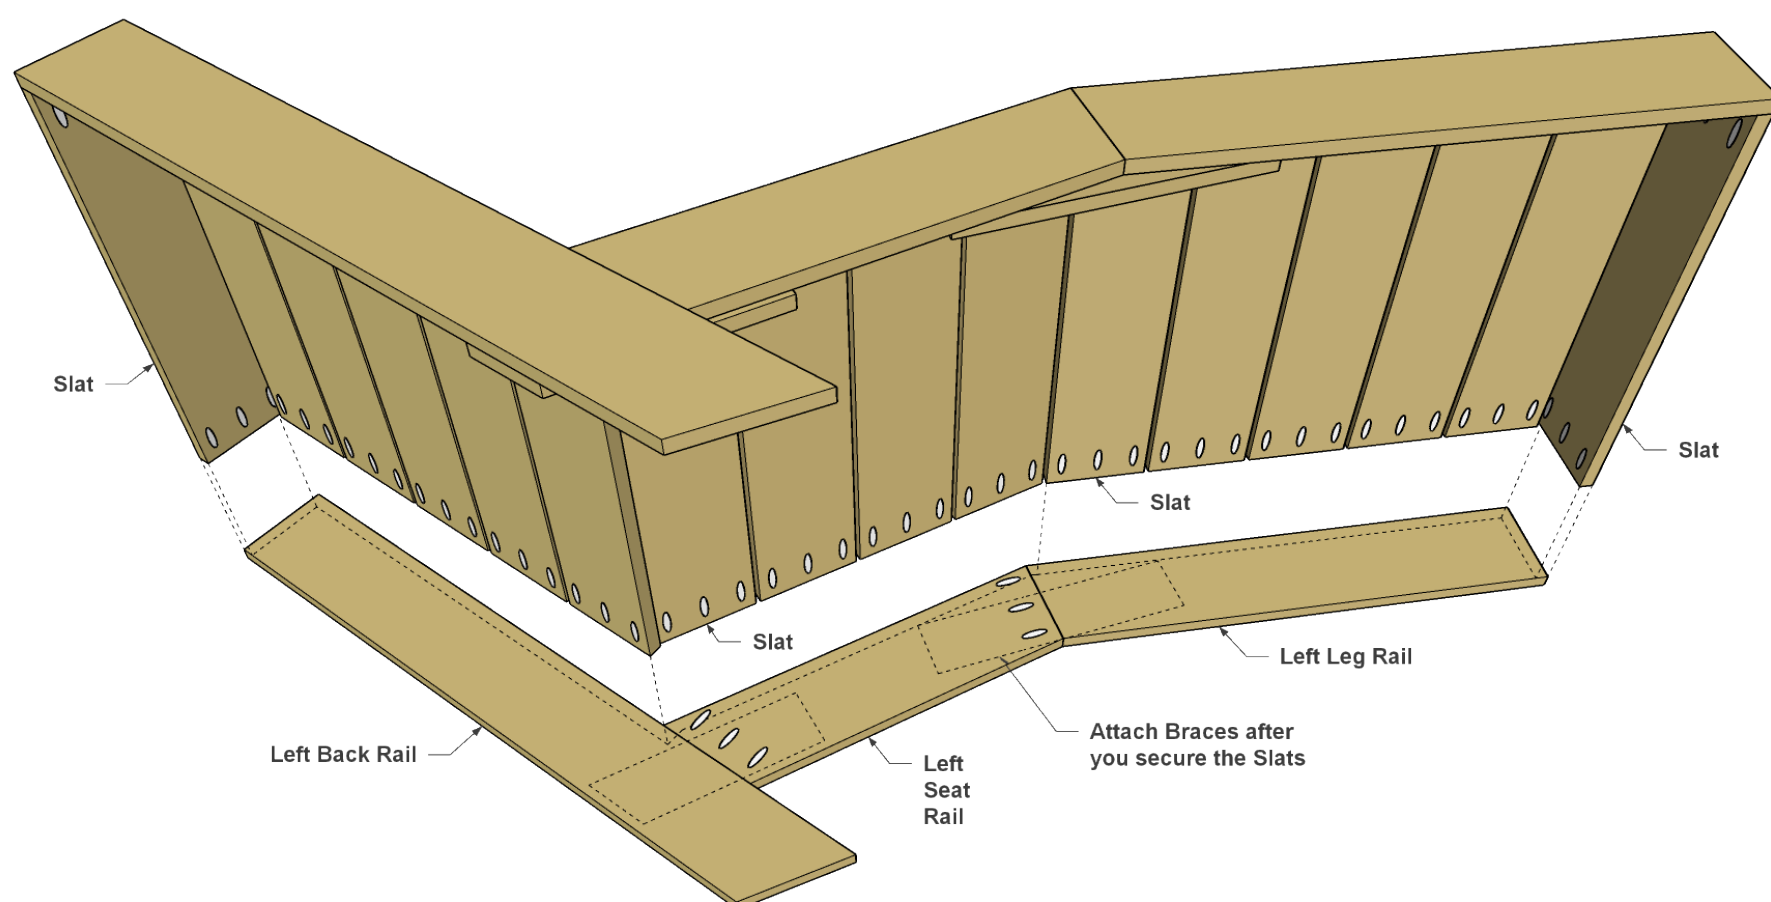 Slat
Slat
Slat
Slat
Left Leg Rail
Left Back Rail
Attach Braces after
you secure the Slats
Left
Seat
Rail